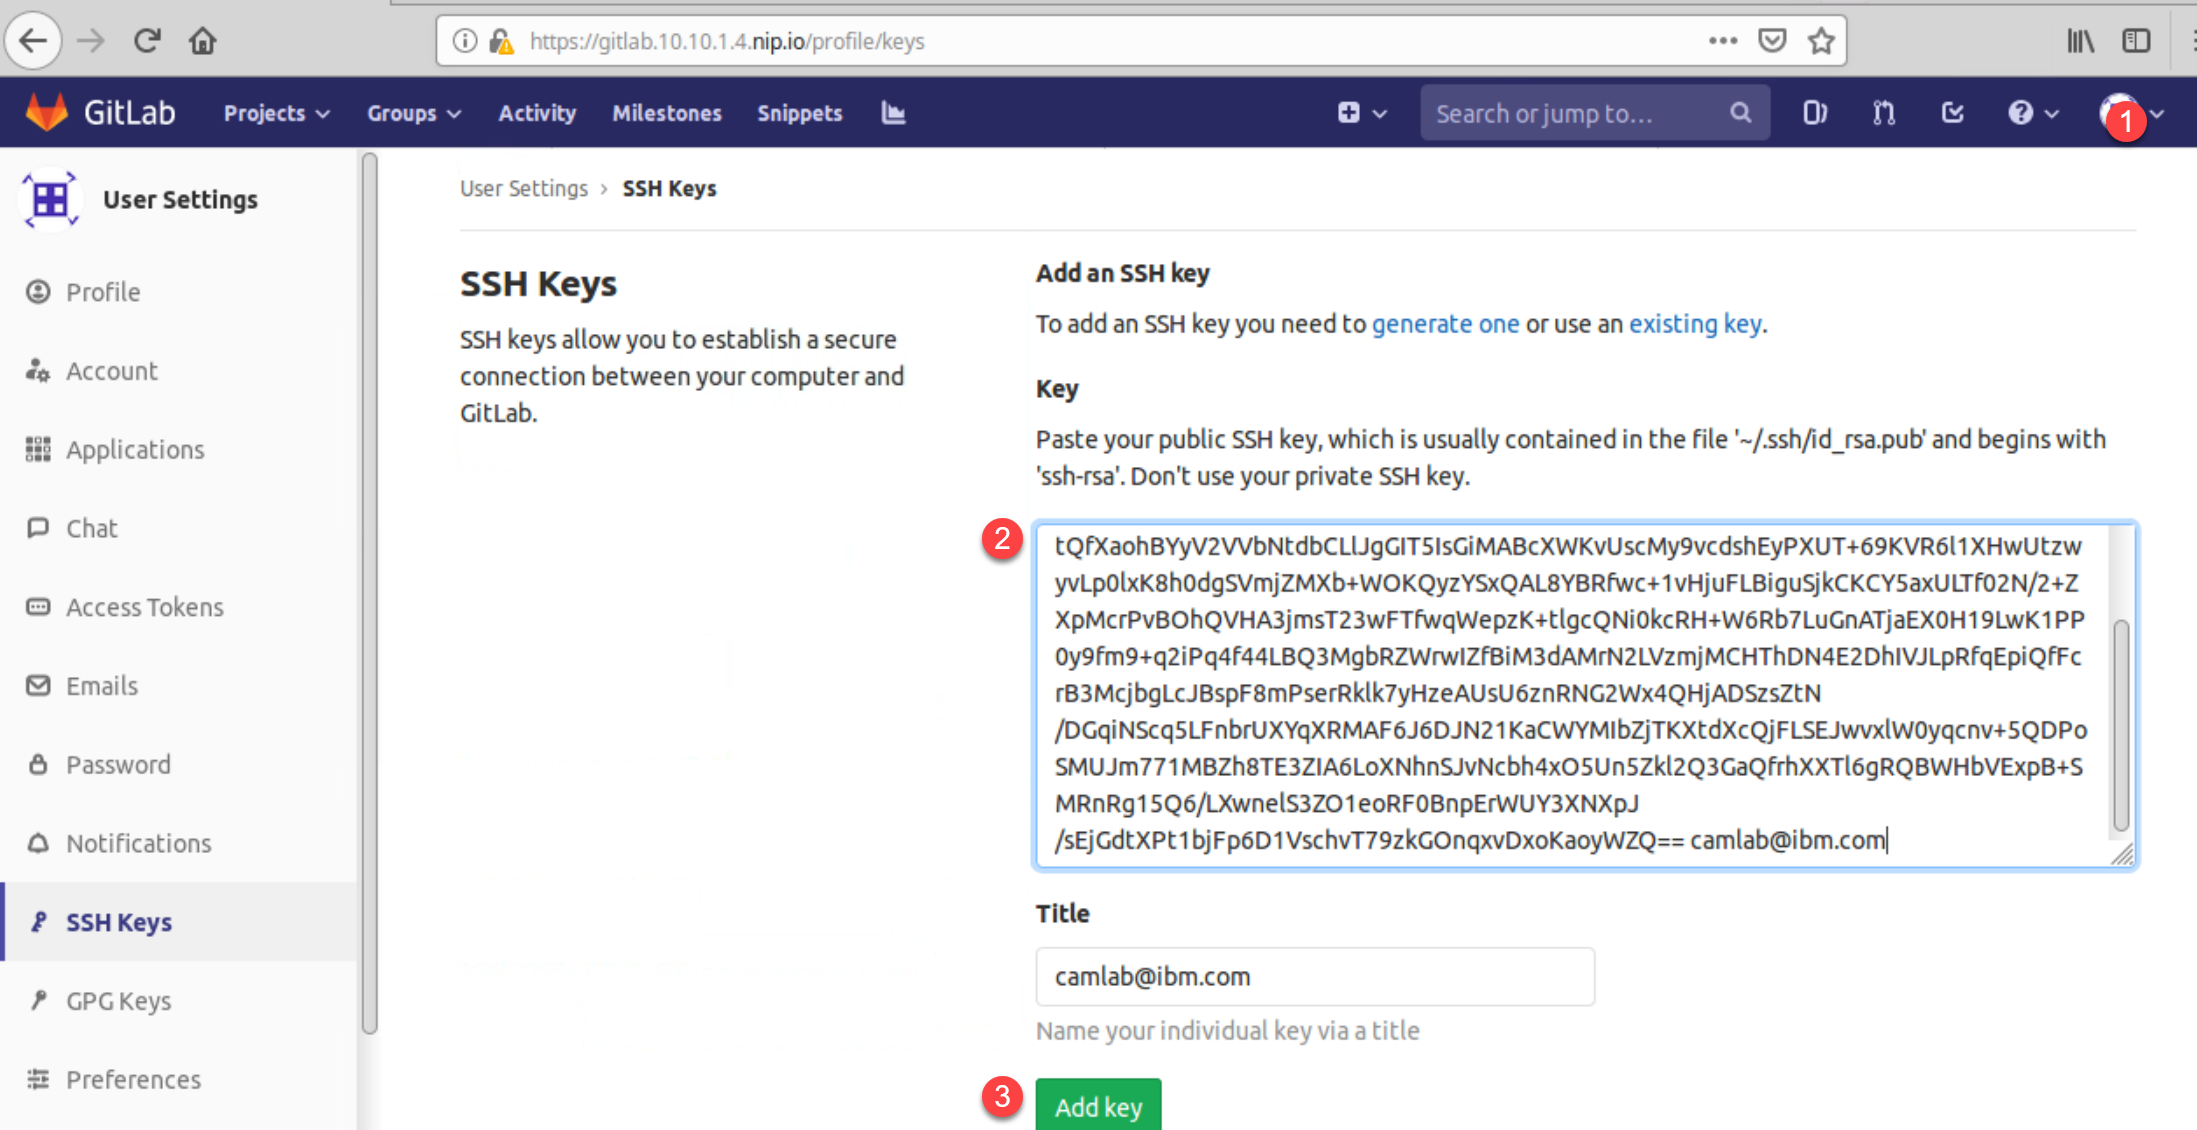 https://gitlab.10.10.1.4.nip.io/profile/keys
GitLab
Projects
Groups
Activity
Milestones
Snippets
Search or jump to...
1
User Settings
Profile
Account
Applications
Chat
Access Tokens
Emails
Password
Notifications
SSH Keys
GPG Keys
Preferences
User Settings › SSH Keys
SSH Keys
SSH keys allow you to establish a secure
connection between your computer and
GitLab.
Add an SSH key
To add an SSH key you need to generate one or use an existing key.
Key
Paste your public SSH key, which is usually contained in the file '~/.ssh/id_rsa.pub' and begins with
'ssh-rsa'. Don't use your private SSH key.
2
tQfXaohBYyV2VVbNtdbCLlJgGIT5IsGiMABcXWKvUscMy9vcdshEyPXUT+69KVR6l1XHwUtzw
yvLp0lxK8h0dgSVmjZMXb+WOKQyzYSxQAL8YBRfwc+1vHjuFLBiguSjkCKCY5axULTf02N/2+Z
XpMcrPvBOhQVHA3jmsT23wFTfwqWepzK+tlgcQNi0kcRH+W6Rb7LuGnATjaEX0H19LwK1PP
0y9fm9+q2iPq4f44LBQ3MgbRZWrwIZfBiM3dAMrN2LVzmjMCHThDN4E2DhIVJLpRfqEpiQfFc
rB3McjbgLcJBspF8mPserRklk7yHzeAUsU6znRNG2Wx4QHjADSzsZtN
/DGqiNScq5LFnbrUXYqXRMAF6J6DJN21KaCWYMIbZjTKXtdXcQjFLSEJwvxlW0yqcnv+5QDPo
SMUJm771MBZh8TE3ZIA6LoXNhnSJvNcbh4xO5Un5Zkl2Q3GaQfrhXXTl6gRQBWHbVExpB+S
MRnRg15Q6/LXwnelS3ZO1eoRF0BnpErWUY3XNXpJ
/sEjGdtXPt1bjFp6D1VschvT79zkGOnqxvDxoKaoyWZQ== camlab@ibm.com
Title
camlab@ibm.com
Name your individual key via a title
3
Add key